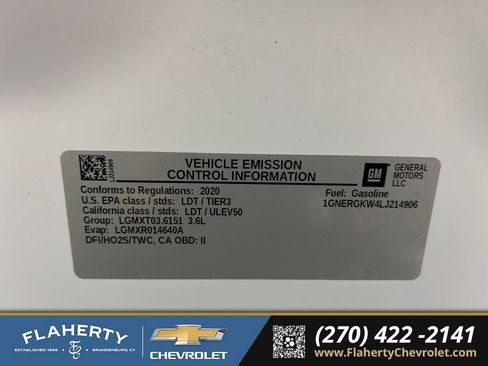 VEHICLE EMISSION
CONTROL INFORMATION
LJ214906
GM
GENERAL
MOTORS
LLC
Conforms to Regulations: 2020
U.S. EPA class / stds: LDT / TIER3
California class / stds: LDT / ULEV50
Group: LGMXT03.6151 3.6L
Evap: LGMXR014640A
DFI/HO2S/TWC, CA OBD: II
Fuel: Gasoline
1GNERGKW4LJ214906
FLAHERTY
ESTABLISHED 1996
BRANDENBURG, KY
CHEVROLET
(270) 422 -2141
www.FlahertyChevrolet.com